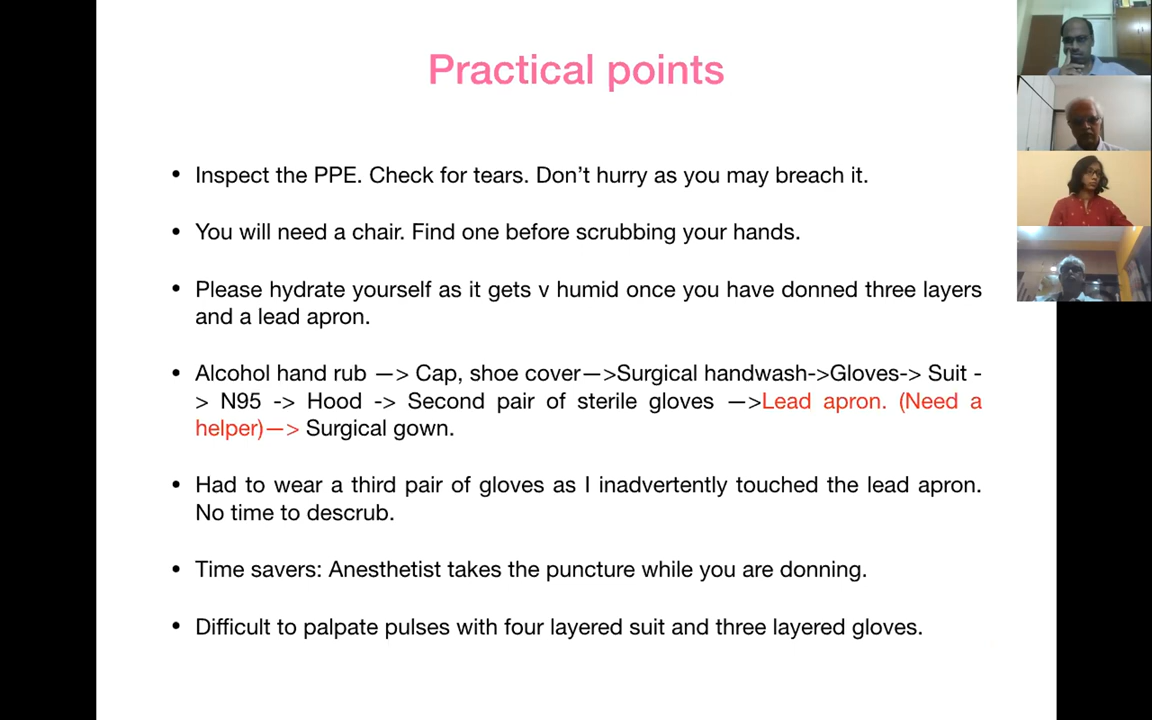 Practical points
• Inspect the PPE. Check for tears. Don’t hurry as you may breach it.
• You will need a chair. Find one before scrubbing your hands.
• Please hydrate yourself as it gets v humid once you have donned three layers
and a lead apron.
• Alcohol hand rub —> Cap, shoe cover—>Surgical handwash->Gloves-> Suit -
> N95 -> Hood -> Second pair of sterile gloves —>Lead apron. (Need a
helper)—> Surgical gown.
• Had to wear a third pair of gloves as I inadvertently touched the lead apron.
No time to descrub.
• Time savers: Anesthetist takes the puncture while you are donning.
• Difficult to palpate pulses with four layered suit and three layered gloves.